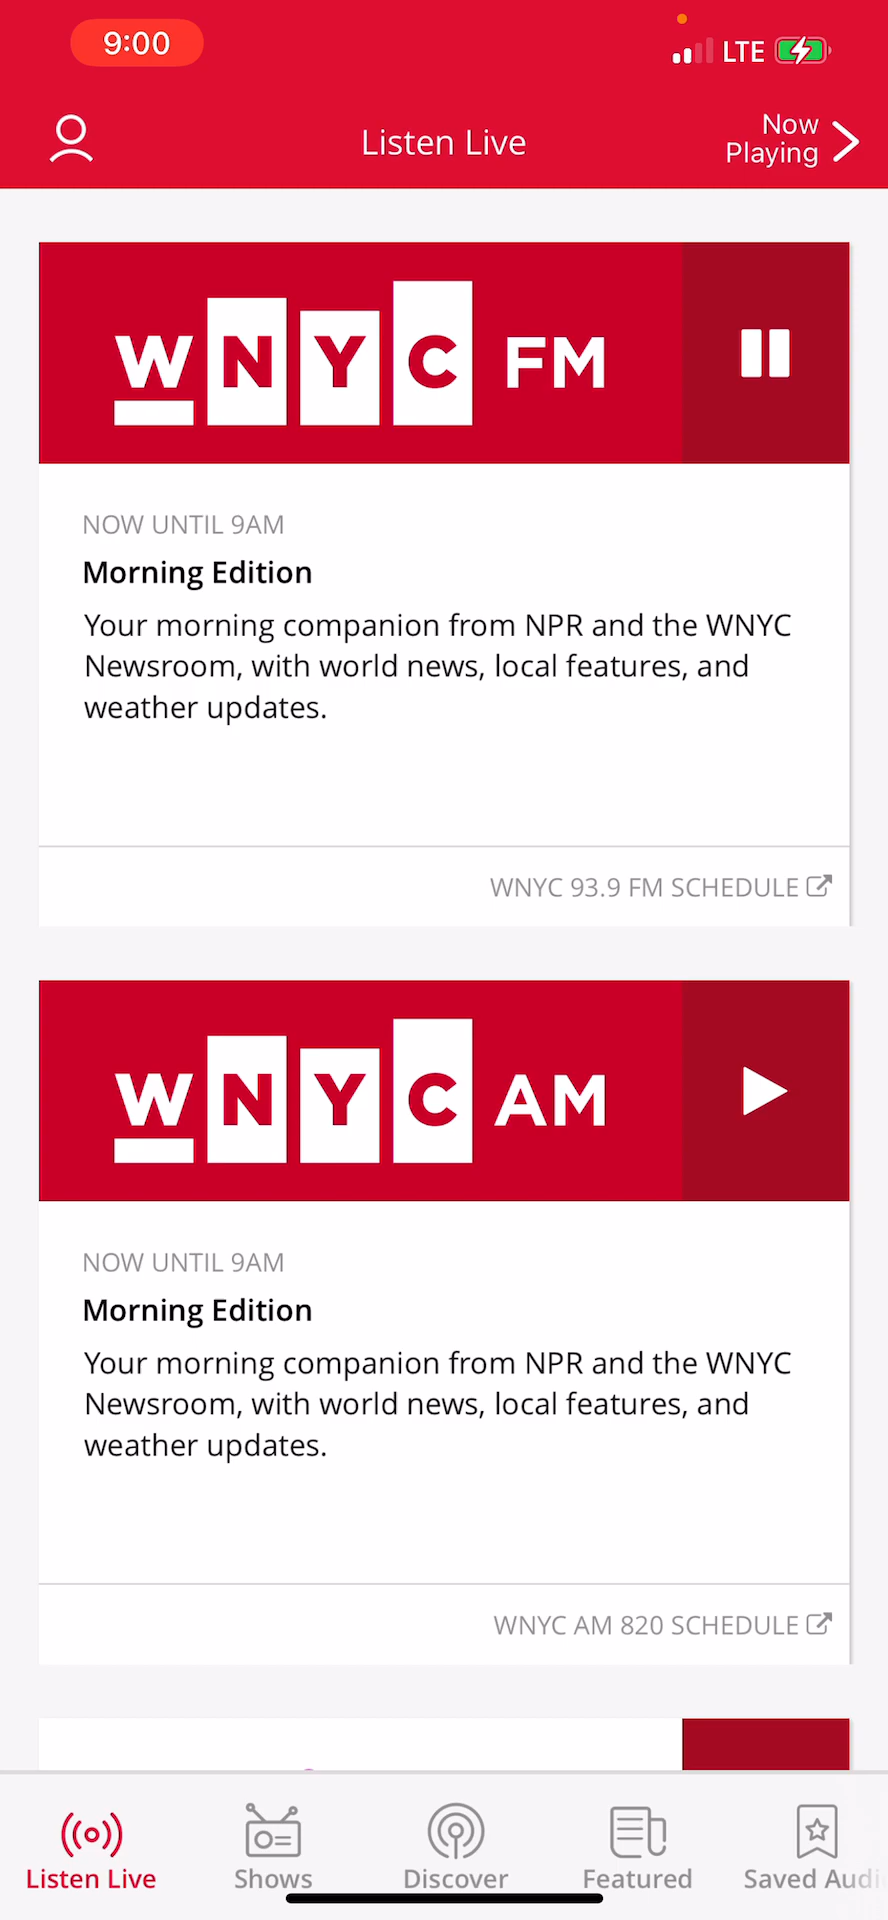 9:00
LTE
Listen Live
Now
Playing
WNYC FM
NOW UNTIL 9AM
Morning Edition
Your morning companion from NPR and the WNYC
Newsroom, with world news, local features, and
weather updates.
WNYC 93.9 FM SCHEDULE
WNYC AM
NOW UNTIL 9AM
Morning Edition
Your morning companion from NPR and the WNYC
Newsroom, with world news, local features, and
weather updates.
WNYC AM 820 SCHEDULE
Listen Live
Shows
Discover
Featured
Saved Audi